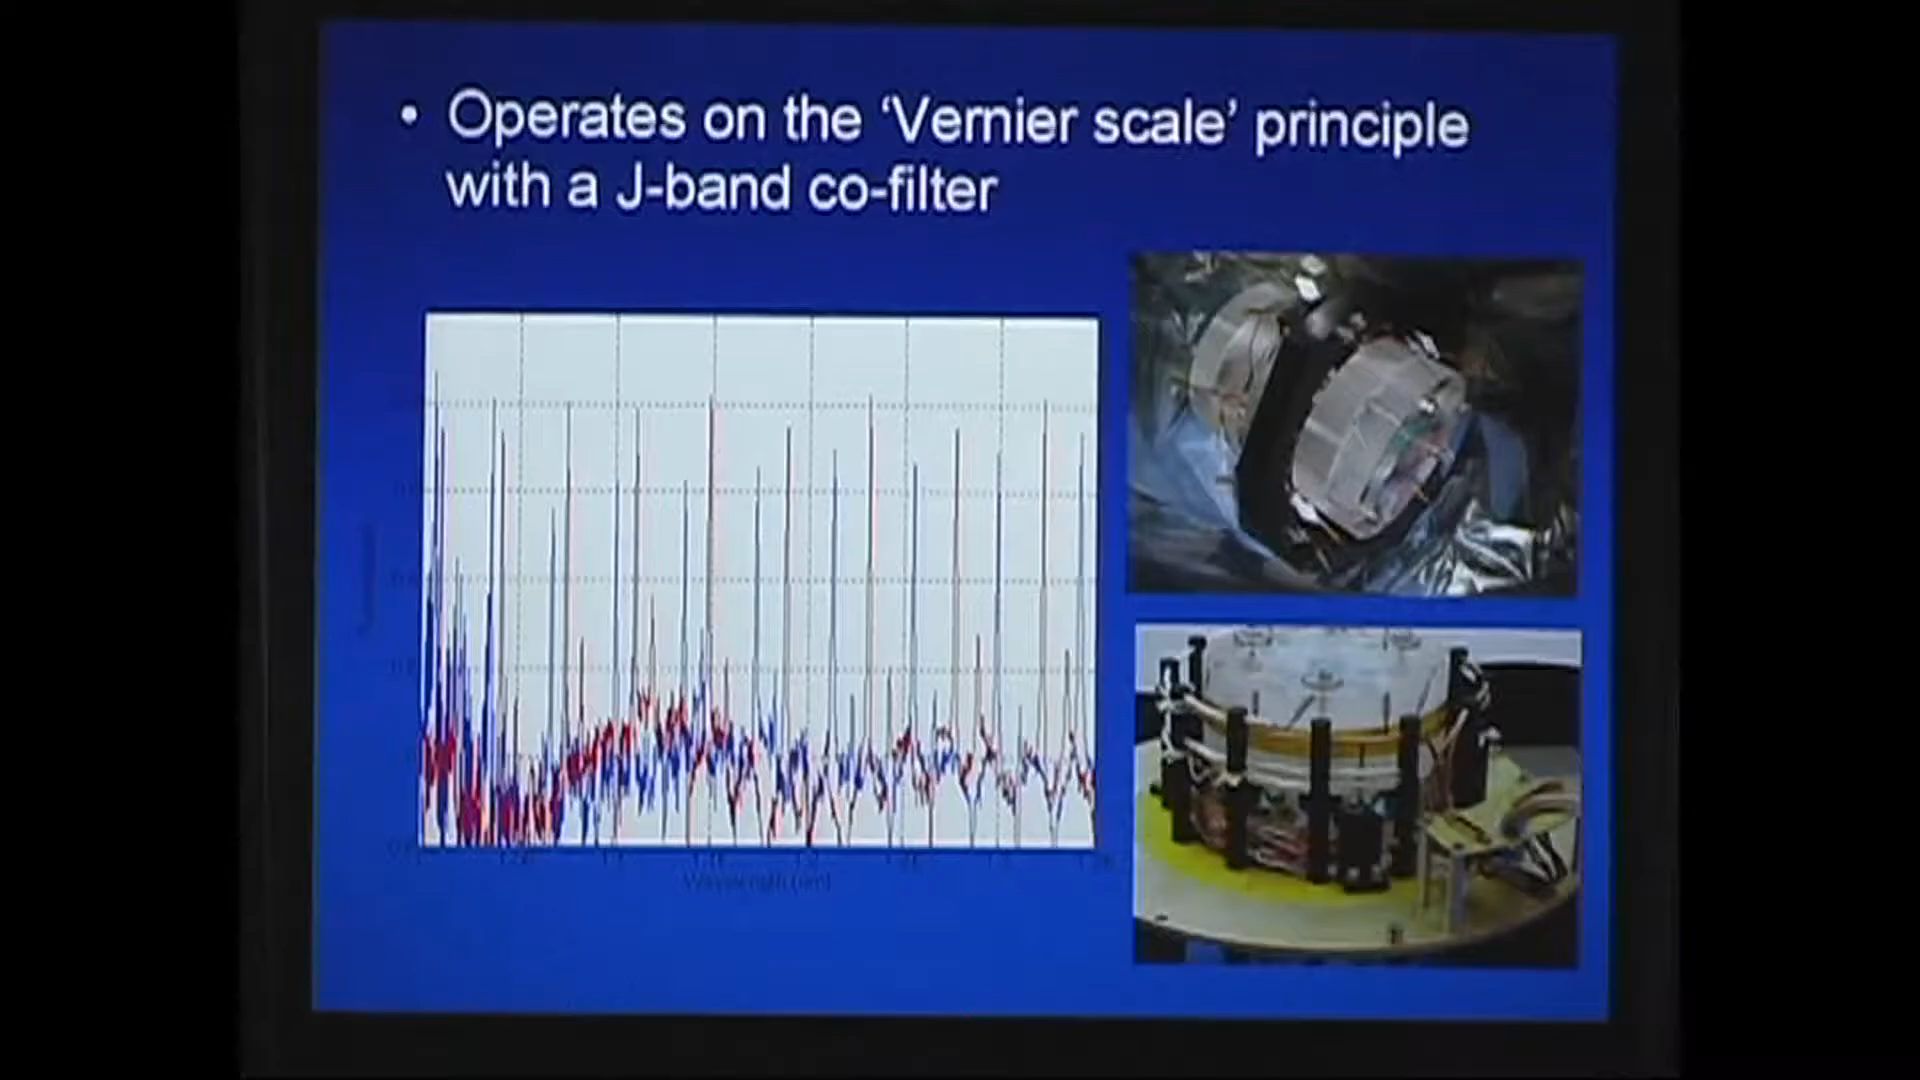 • Operates on the ‘Vernier scale’ principle
with a J-band co-filter
Wavelength (um)